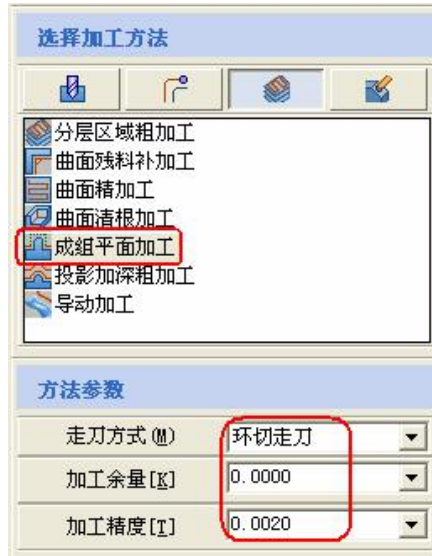 选择加工方法
分层区域粗加工
曲面残料补加工
曲面精加工
曲面清根加工
成组平面加工
投影加深粗加工
导动加工
方法参数
走刀方式(M) 环切走刀
加工余量[K] 0.0000
加工精度[T] 0.0020